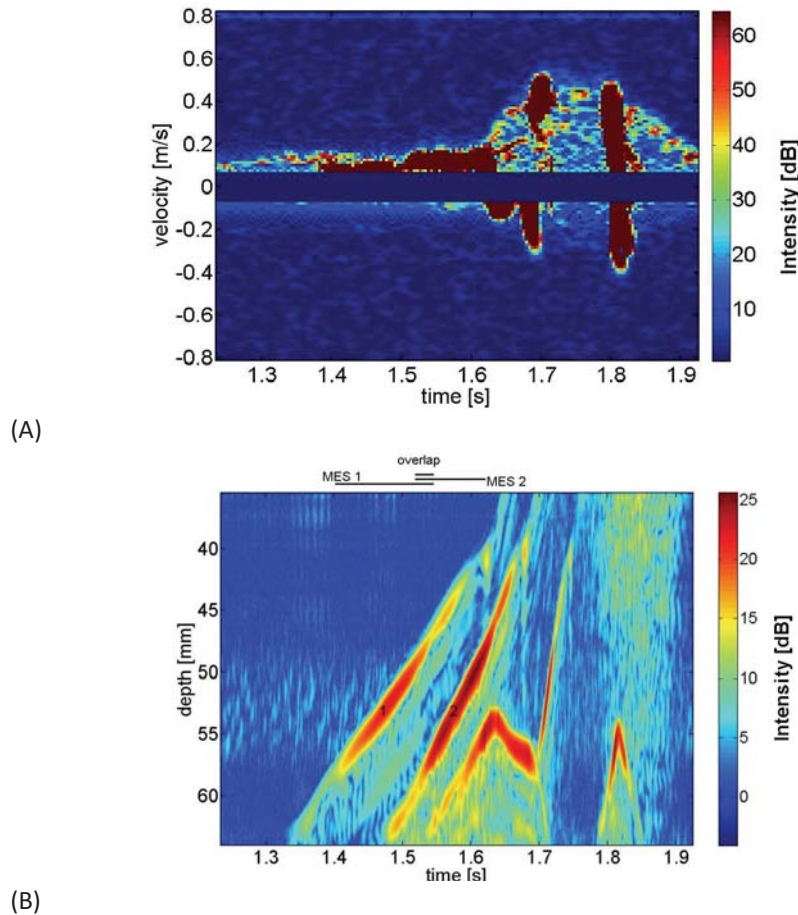 0.8
0.6
0.4
0.2
0
-0.2
-0.4
-0.6
-0.8
velocity [m/s]
1.3 1.4 1.5 1.6 1.7 1.8 1.9
time [s]
60
50
40
30
20
10
Intensity [dB]
(A)
overlap
MES 1
MES 2
40
45
50
55
60
depth [mm]
1
2
1.3 1.4 1.5 1.6 1.7 1.8 1.9
time [s]
25
20
15
10
5
0
Intensity [dB]
(B)